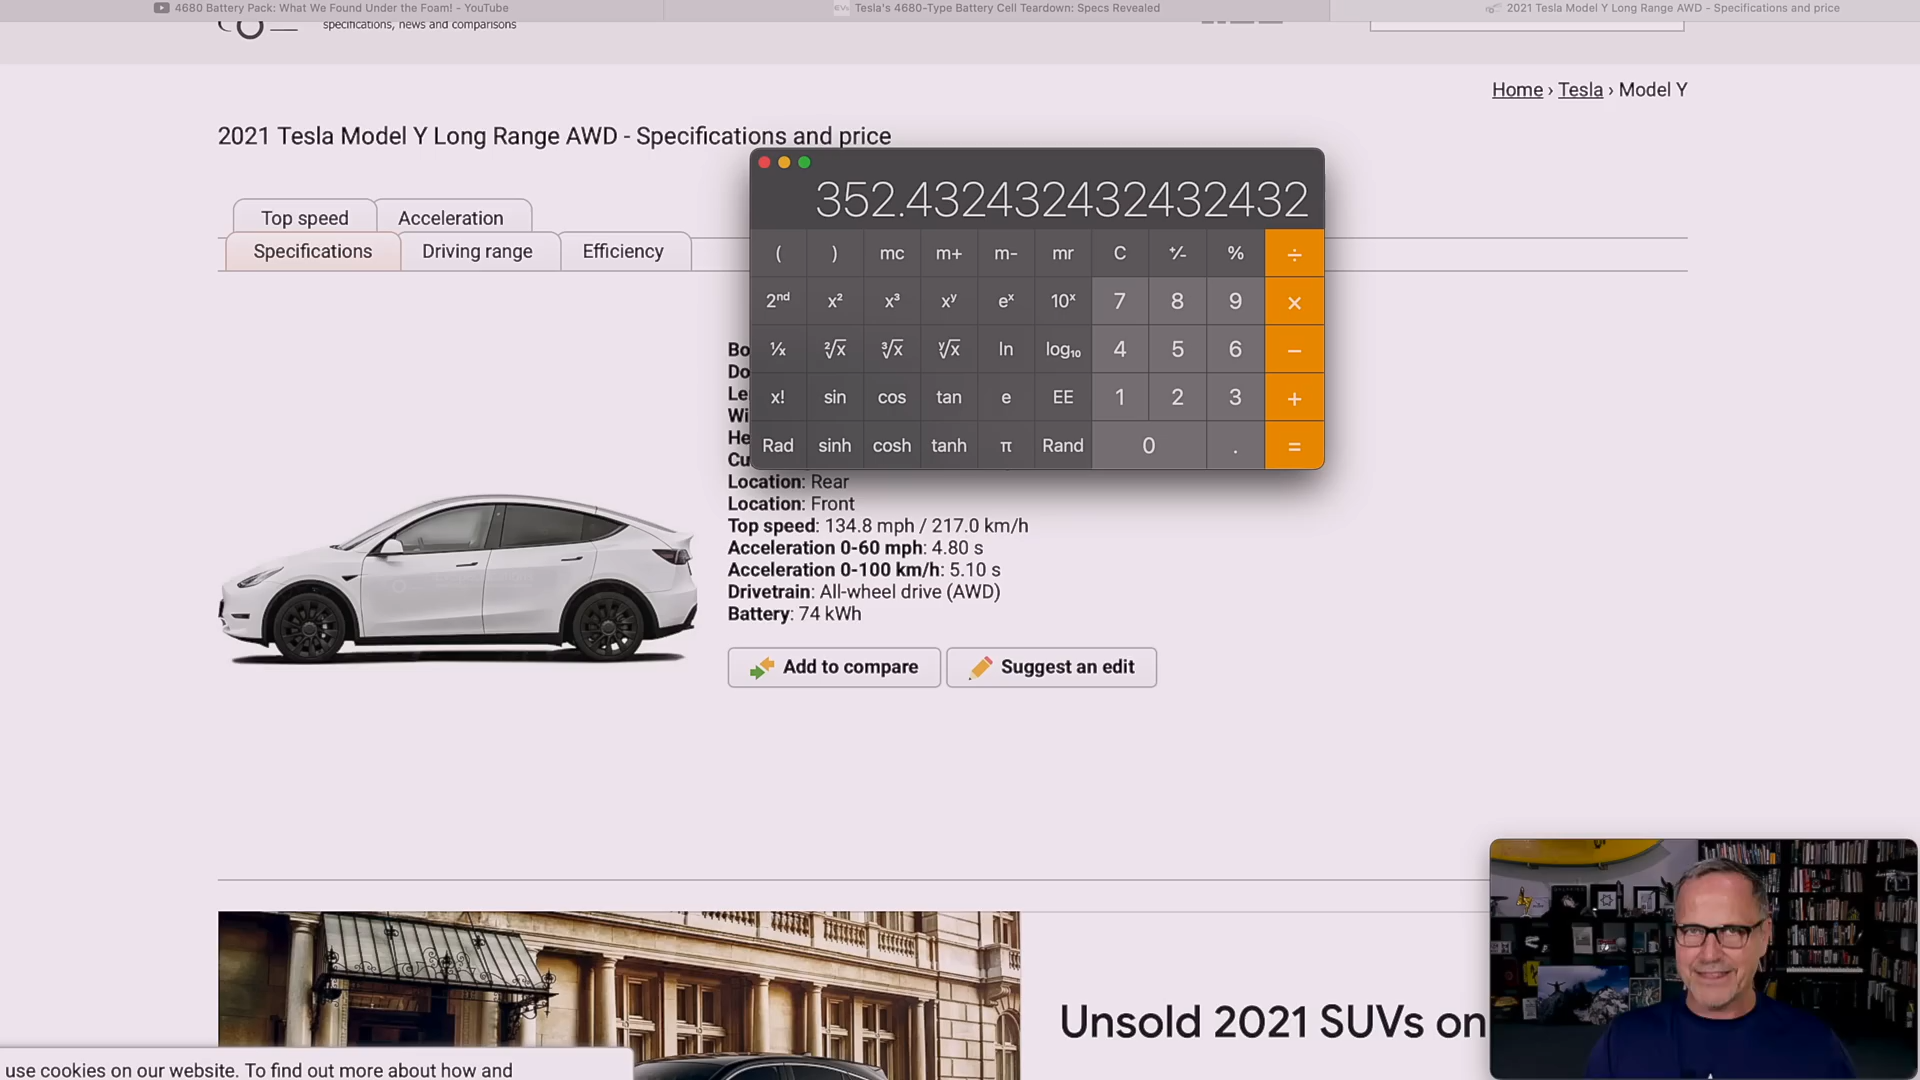 4680 Battery Pack: What We Found Under the Foam! - YouTube
Tesla's 4680-Type Battery Cell Teardown: Specs Revealed
2021 Tesla Model Y Long Range AWD - Specifications and price
specifications, news and comparisons
Home › Tesla › Model Y
2021 Tesla Model Y Long Range AWD - Specifications and price
Top speed
Acceleration
Specifications
Driving range
Efficiency
352.432432432432432
( ) mc m+ m- mr C ⁺∕₋ % ÷
2nd x² x³ xʸ eˣ 10ˣ 7 8 9 ×
¹∕x ²√x ³√x ʸ√x ln log₁₀ 4 5 6 −
x! sin cos tan e EE 1 2 3 +
Rad sinh cosh tanh π Rand 0 . =
Bo
Do
Le
Wi
He
Cu
Location: Rear
Location: Front
Top speed: 134.8 mph / 217.0 km/h
Acceleration 0-60 mph: 4.80 s
Acceleration 0-100 km/h: 5.10 s
Drivetrain: All-wheel drive (AWD)
Battery: 74 kWh
Add to compare
Suggest an edit
Unsold 2021 SUVs on
use cookies on our website. To find out more about how and